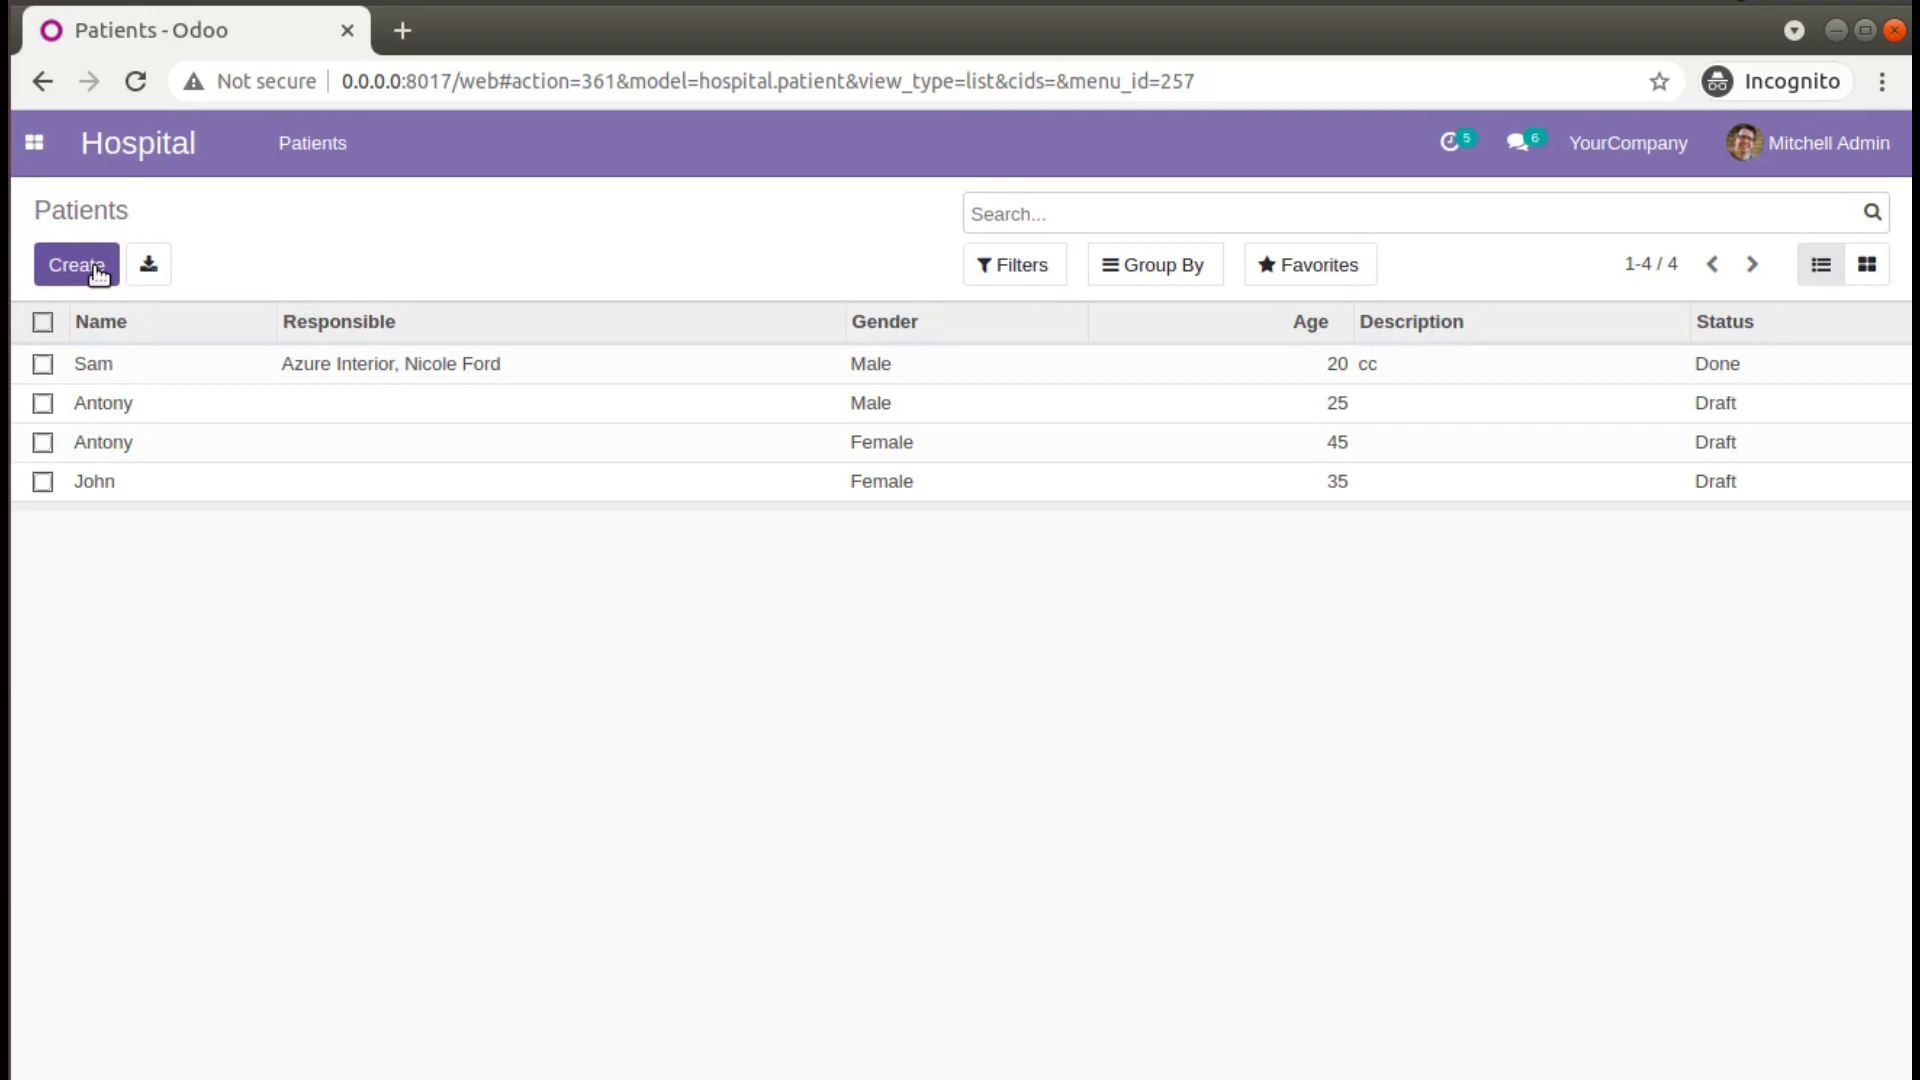 Patients - Odoo
Not secure 0.0.0.0:8017/web#action=361&model=hospital.patient&view_type=list&cids=&menu_id=257 Incognito
Hospital Patients 5 6 YourCompany Mitchell Admin
Patients Search...
Create Filters Group By Favorites 1-4 / 4
Name Responsible Gender Age Description Status
Sam Azure Interior, Nicole Ford Male 20 cc Done
Antony Male 25 Draft
Antony Female 45 Draft
John Female 35 Draft